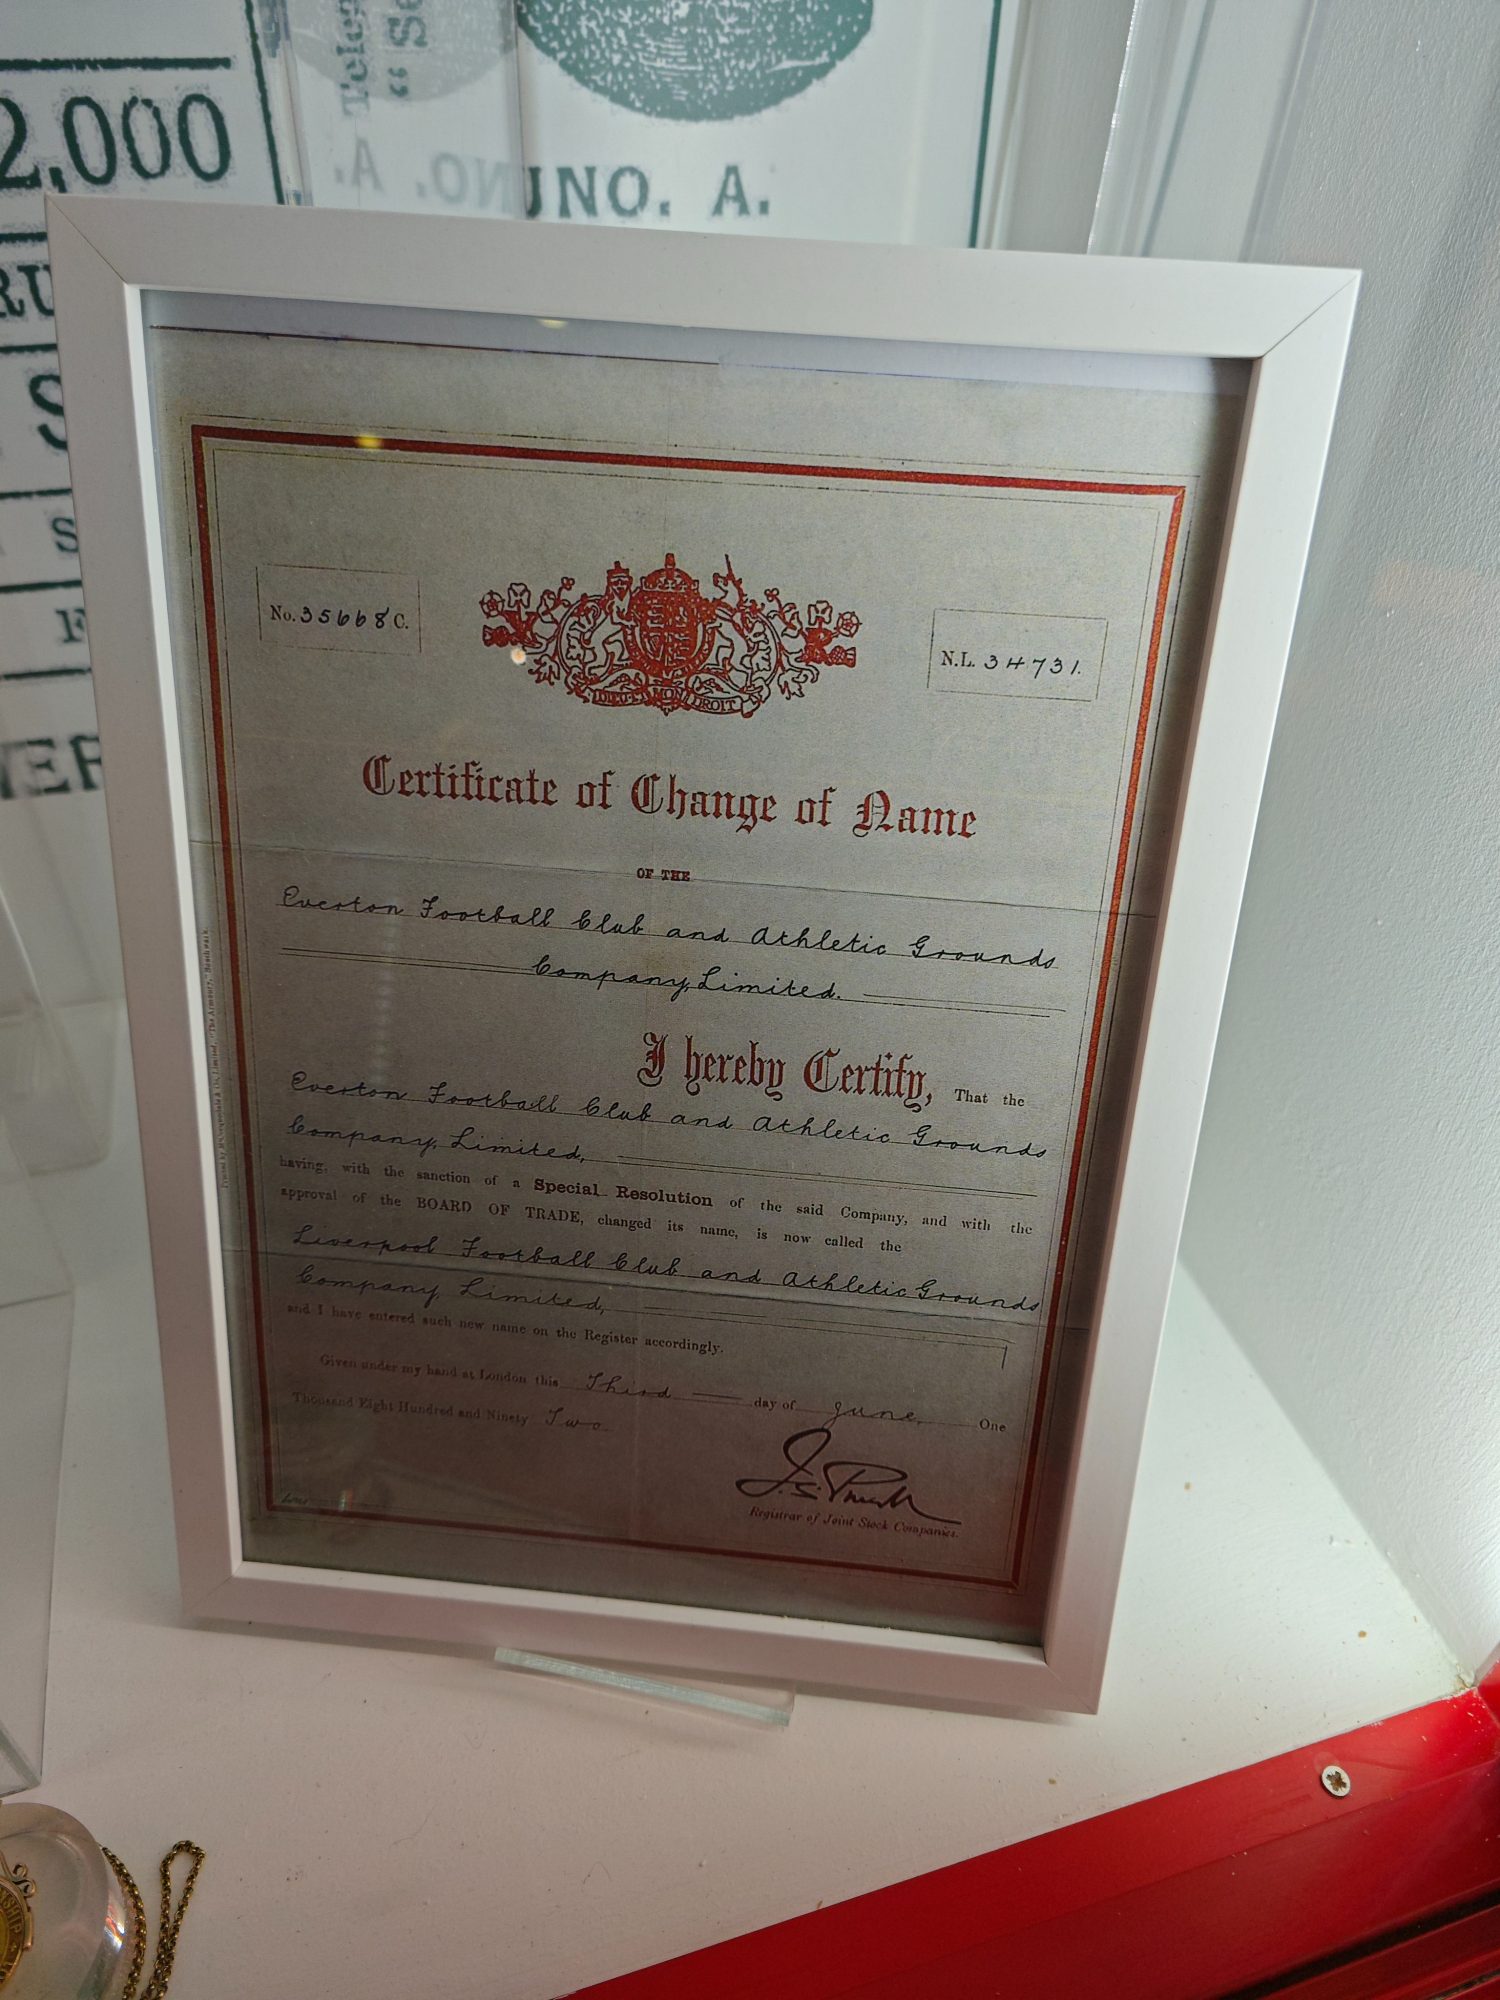 2,000
"Se
UNO. A.
RU
S
S
F
VER
No. 35668 C.
N.L. 34731.
DIEU ET MON DROIT
Certificate of Change of Name
OF THE
Everton Football Club and Athletic Grounds
Company, Limited.
I hereby Certify, That the
Everton Football Club and Athletic Grounds
Company, Limited,
having, with the sanction of a Special Resolution of the said Company, and with the
approval of the BOARD OF TRADE, changed its name, is now called the
Liverpool Football Club and Athletic Grounds
Company, Limited,
and I have entered such new name on the Register accordingly.
Given under my hand at London this Third day of June, One
Thousand Eight Hundred and Ninety Two
Registrar of Joint Stock Companies.